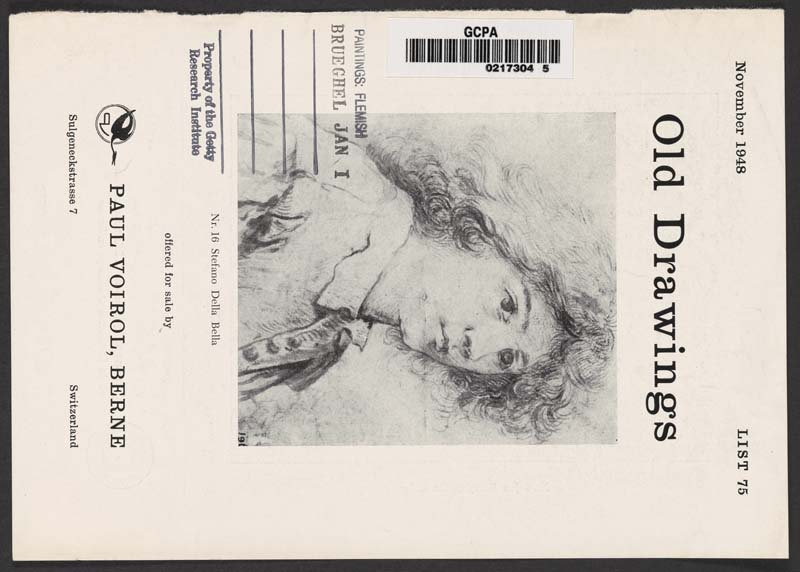 GCPA
0217304 5
November 1948
LIST 75
Old Drawings
PAINTINGS: FLEMISH
BRUEGHEL JAN I
Nr. 16 Stefano Della Bella
Property of the Getty
Research Institute
offered for sale by
PAUL VOIROL, BERNE
Sulgeneckstrasse 7
Switzerland